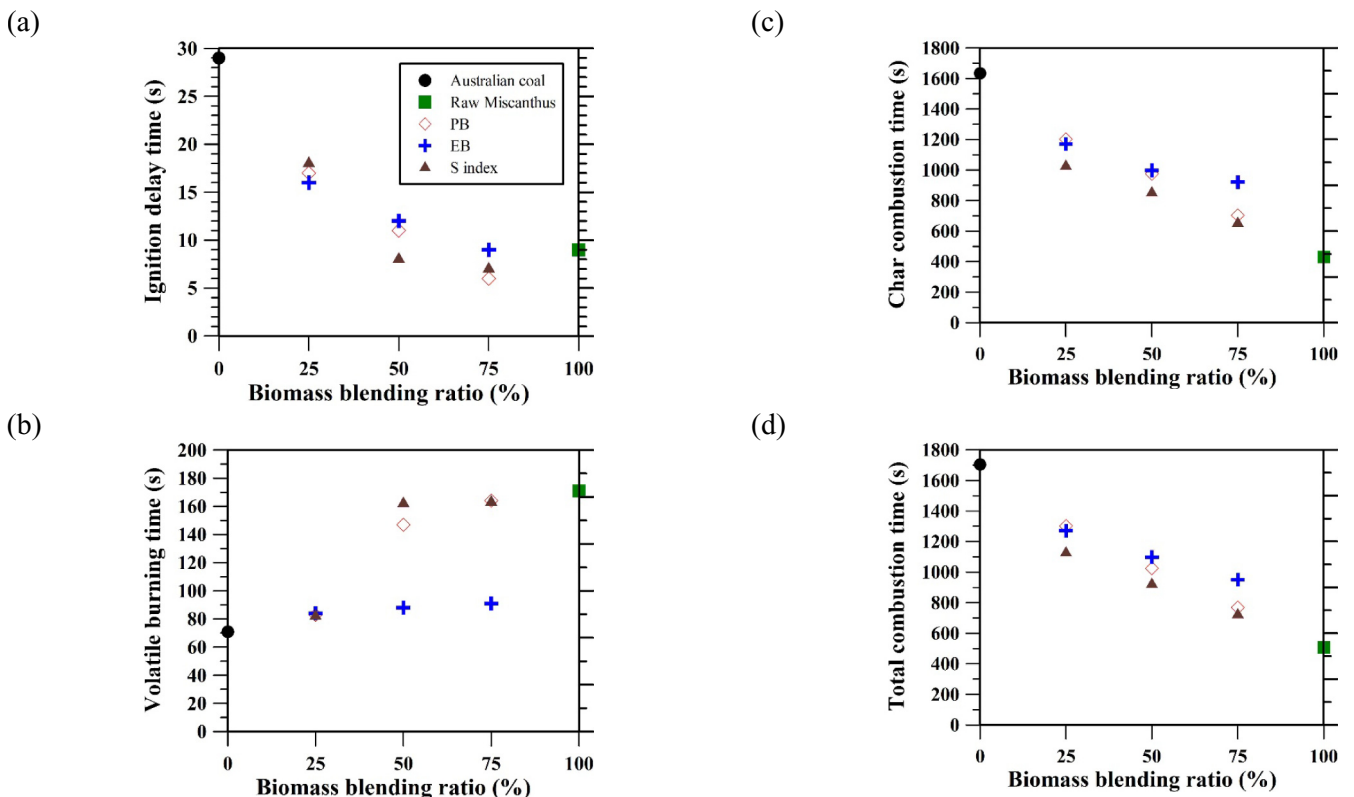 (a)
Ignition delay time (s)
30
25
20
15
10
5
0
Australian coal
Raw Miscanthus
PB
EB
S index
0 25 50 75 100
Biomass blending ratio (%)
(c)
Char combustion time (s)
1800
1600
1400
1200
1000
800
600
400
200
0
0 25 50 75 100
Biomass blending ratio (%)
(b)
Volatile burning time (s)
200
180
160
140
120
100
80
60
40
20
0
0 25 50 75 100
Biomass blending ratio (%)
(d)
Total combustion time (s)
1800
1600
1400
1200
1000
800
600
400
200
0
0 25 50 75 100
Biomass blending ratio (%)